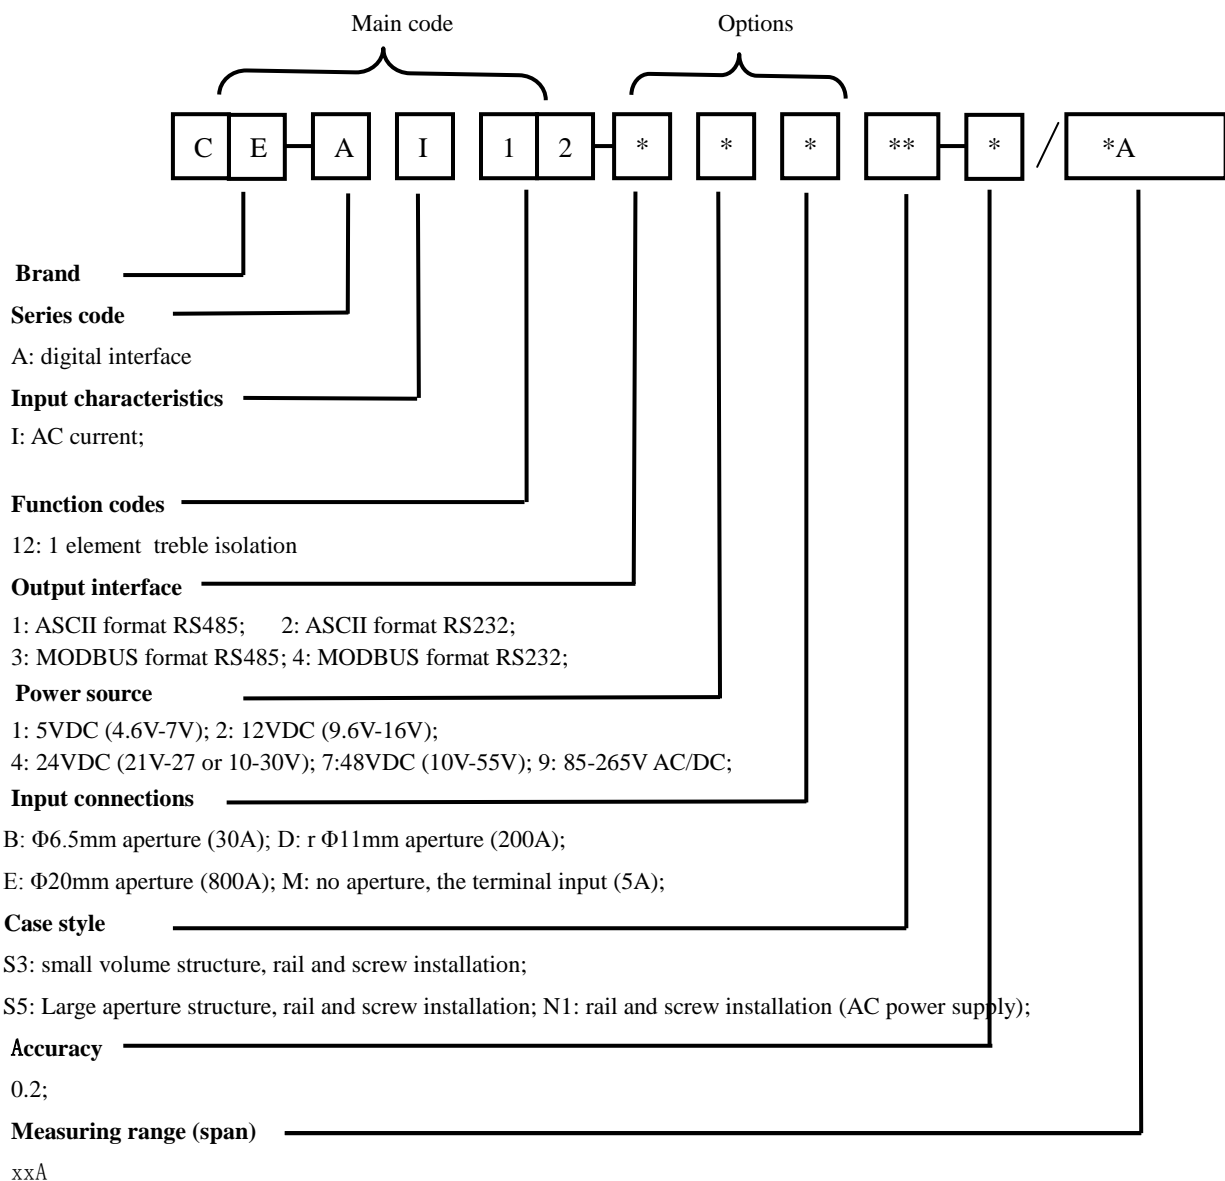 Main code Options
C E A I 1 2 * * * ** * / *A
Brand
Series code
A: digital interface
Input characteristics
I: AC current;
Function codes
12: 1 element treble isolation
Output interface
1: ASCII format RS485; 2: ASCII format RS232;
3: MODBUS format RS485; 4: MODBUS format RS232;
Power source
1: 5VDC (4.6V-7V); 2: 12VDC (9.6V-16V);
4: 24VDC (21V-27 or 10-30V); 7:48VDC (10V-55V); 9: 85-265V AC/DC;
Input connections
B: Φ6.5mm aperture (30A); D: r Φ11mm aperture (200A);
E: Φ20mm aperture (800A); M: no aperture, the terminal input (5A);
Case style
S3: small volume structure, rail and screw installation;
S5: Large aperture structure, rail and screw installation; N1: rail and screw installation (AC power supply);
Accuracy
0.2;
Measuring range (span)
xxA